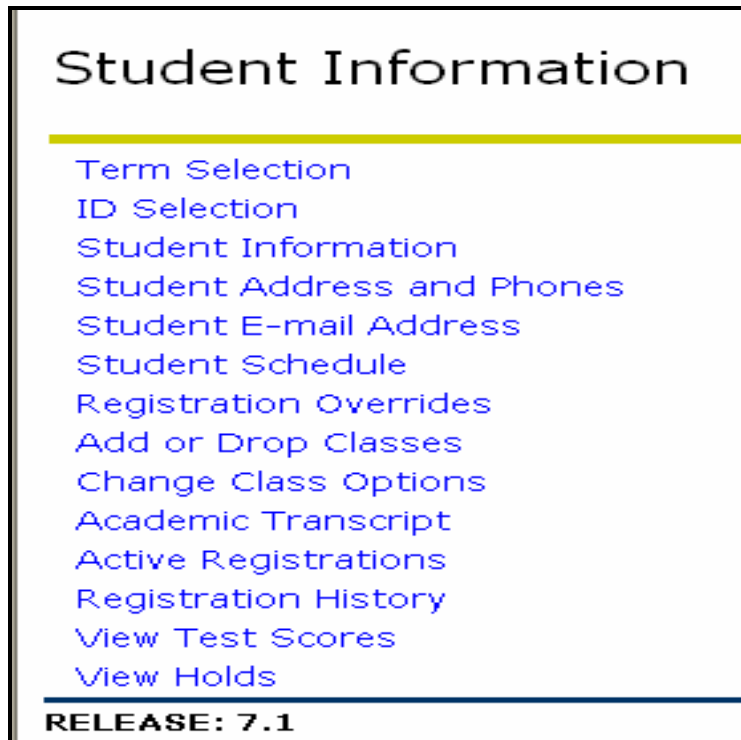 Student Information
Term Selection
ID Selection
Student Information
Student Address and Phones
Student E-mail Address
Student Schedule
Registration Overrides
Add or Drop Classes
Change Class Options
Academic Transcript
Active Registrations
Registration History
View Test Scores
View Holds
RELEASE: 7.1